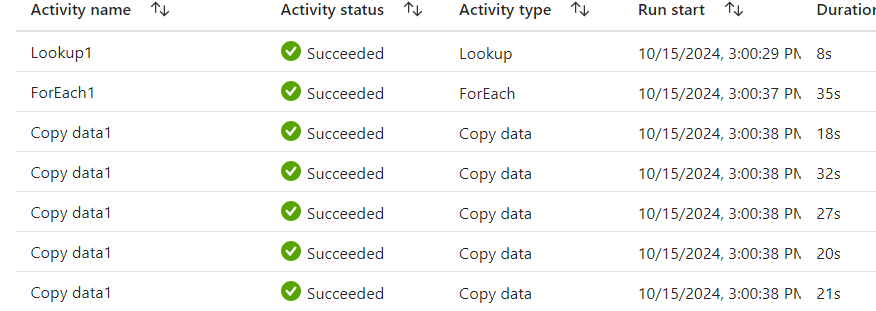 Activity name Activity status Activity type Run start Duration
Lookup1 Succeeded Lookup 10/15/2024, 3:00:29 PM 8s
ForEach1 Succeeded ForEach 10/15/2024, 3:00:37 PM 35s
Copy data1 Succeeded Copy data 10/15/2024, 3:00:38 PM 18s
Copy data1 Succeeded Copy data 10/15/2024, 3:00:38 PM 32s
Copy data1 Succeeded Copy data 10/15/2024, 3:00:38 PM 27s
Copy data1 Succeeded Copy data 10/15/2024, 3:00:38 PM 20s
Copy data1 Succeeded Copy data 10/15/2024, 3:00:38 PM 21s